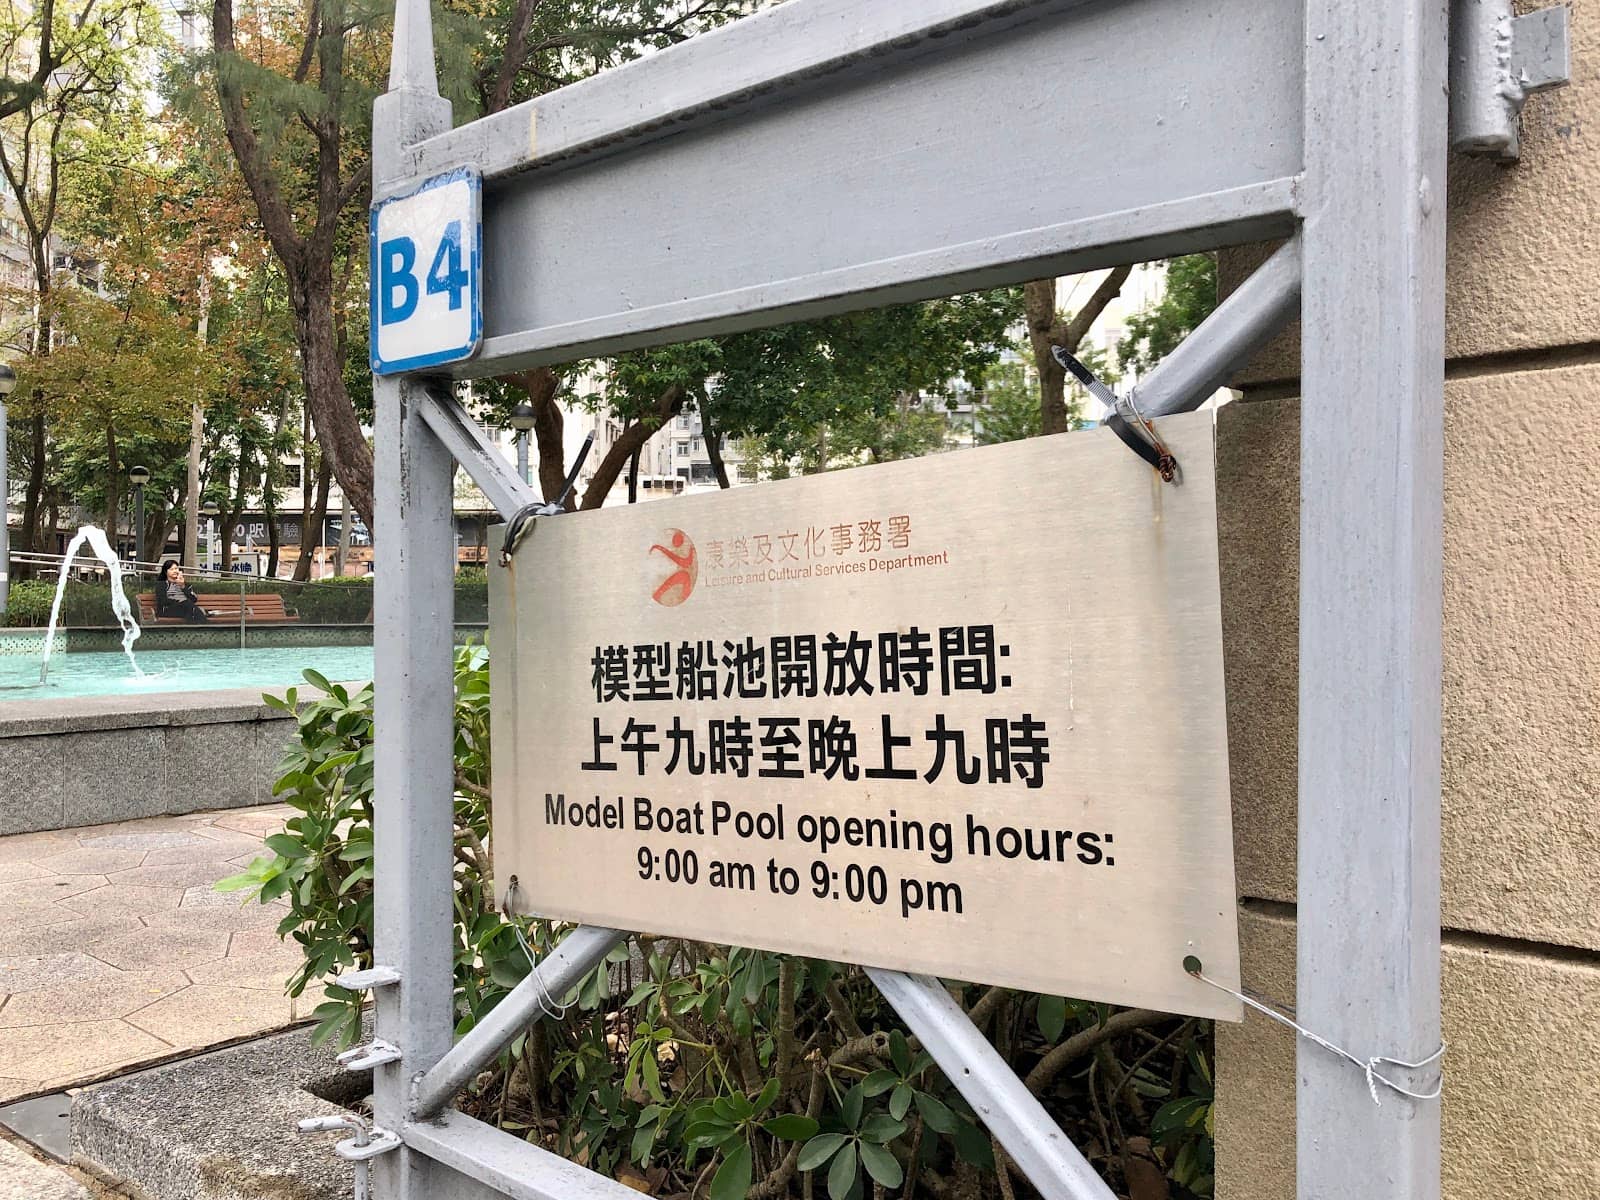 B4
康樂及文化事務署
Leisure and Cultural Services Department
模型船池開放時間:
上午九時至晚上九時
Model Boat Pool opening hours:
9:00 am to 9:00 pm